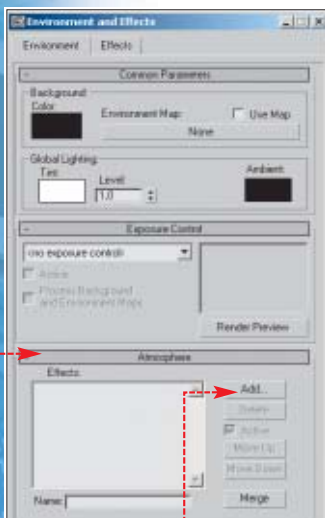 Environment and Effects
Environment Effects
Common Parameters
Background:
Color Environment Map: Use Map
None
Global Lighting:
Tint: Level: Ambient:
1.0
Exposure Control
<no exposure control>
Active
Process Background
and Environment Maps
Render Preview
Atmosphere
Effects:
Add...
Delete
Active
Move Up
Move Down
Name: Merge